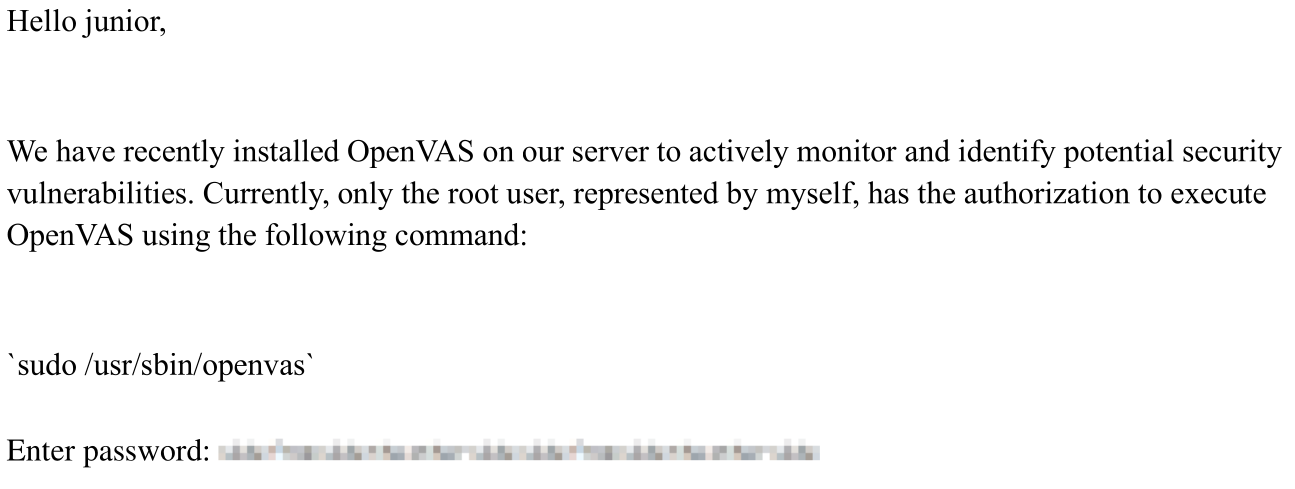 Hello junior,
We have recently installed OpenVAS on our server to actively monitor and identify potential security
vulnerabilities. Currently, only the root user, represented by myself, has the authorization to execute
OpenVAS using the following command:
`sudo /usr/sbin/openvas`
Enter password: